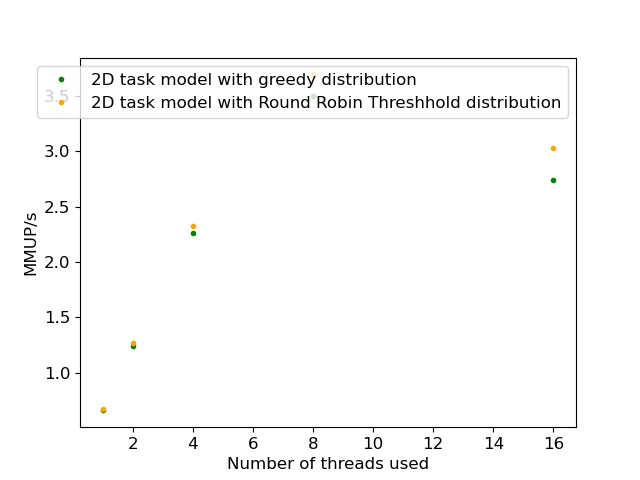 2D task model with greedy distribution
2D task model with Round Robin Threshhold distribution
3.5
3.0
2.5
2.0
1.5
1.0
MMUP/s
2 4 6 8 10 12 14 16
Number of threads used